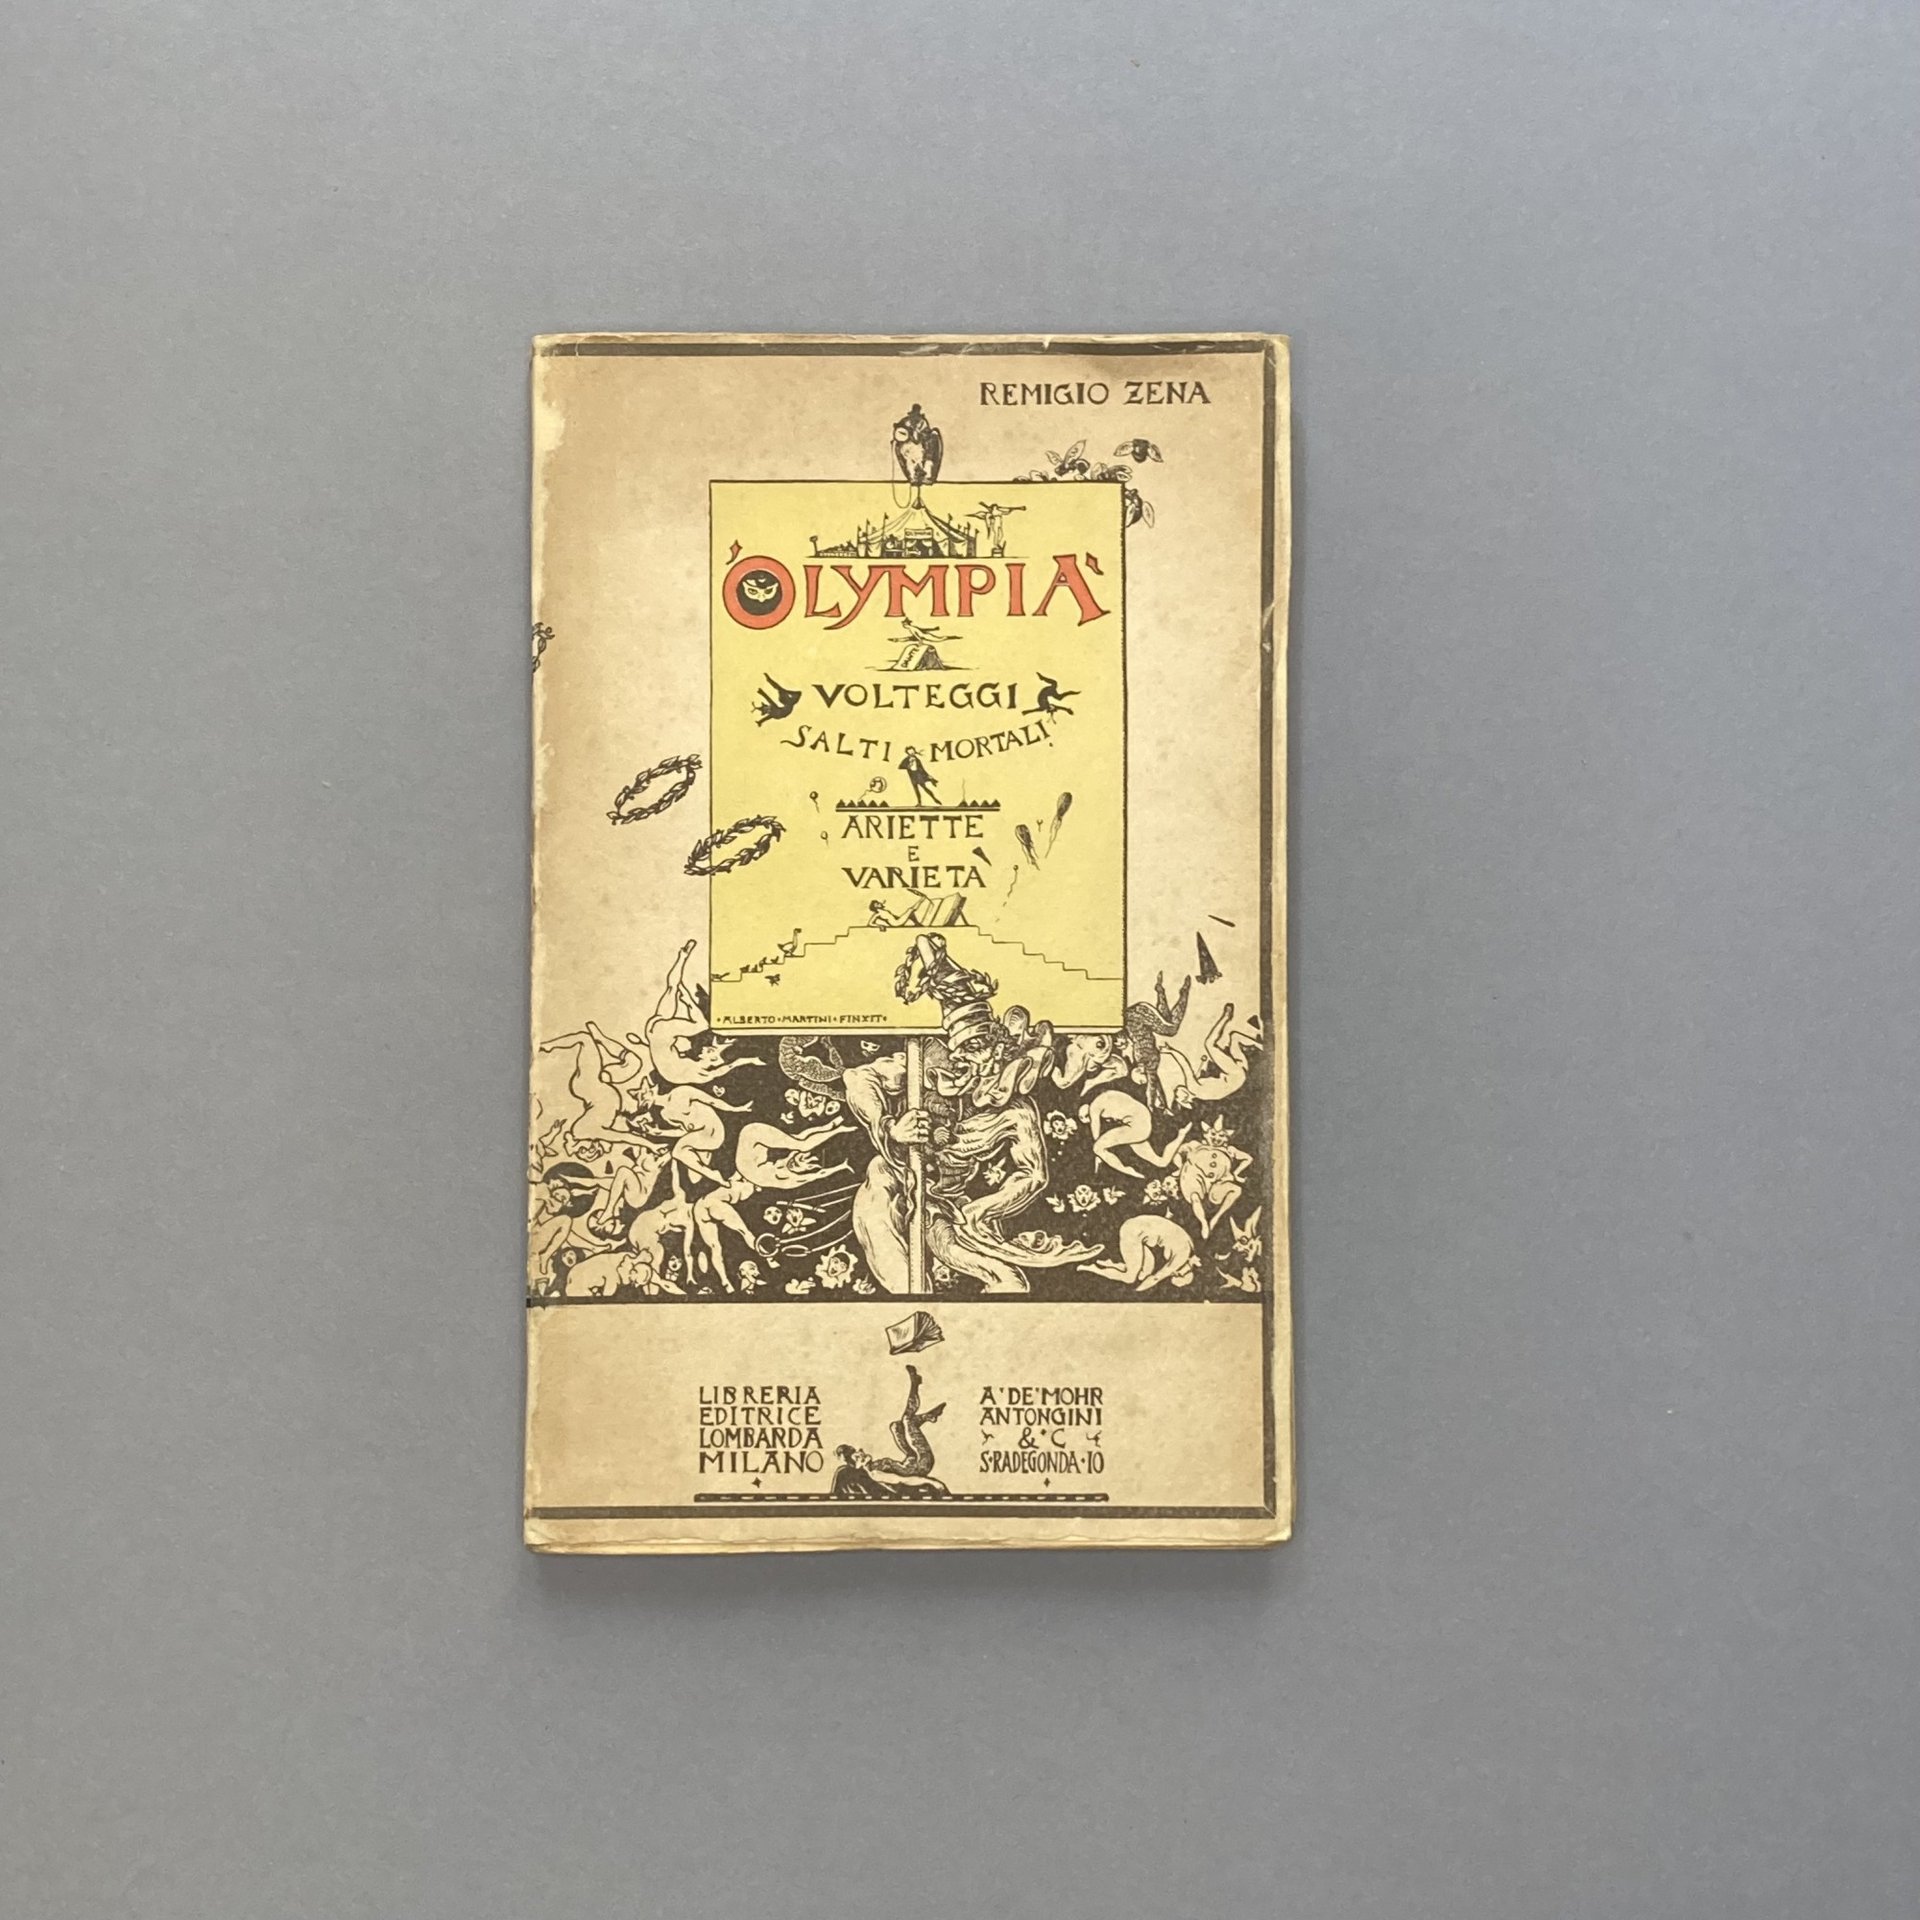 REMIGIO ZENA
'OLYMPIA'
VOLTEGGI
SALTI MORTALI
ARIETTE
E
VARIETÀ
•ALBERTO•MARTINI•FINXIT•
LIBRERIA
EDITRICE
LOMBARDA
MILANO
A'DE'MOHR
ANTONGINI
&•C
S•RADEGONDA•10